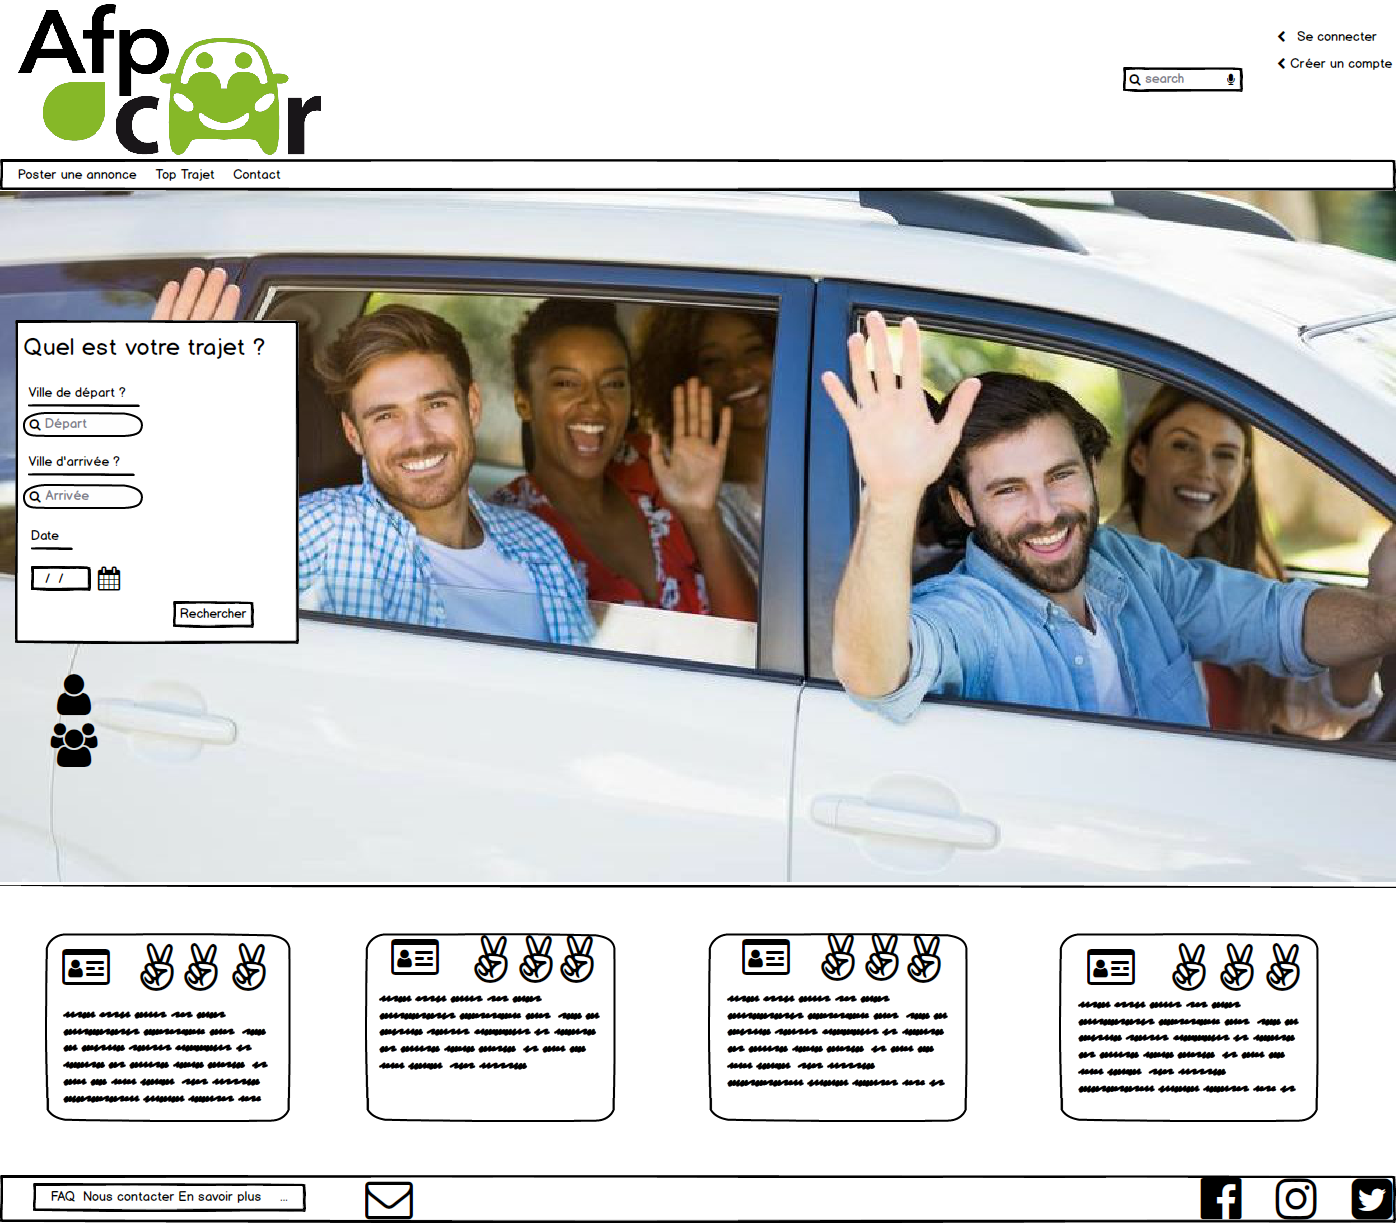 Afp
car
Se connecter
Créer un compte
search
Poster une annonce Top Trajet Contact
Quel est votre trajet ?
Ville de départ ?
Départ
Ville d'arrivée ?
Arrivée
Date
/ /
Rechercher
FAQ Nous contacter En savoir plus ...